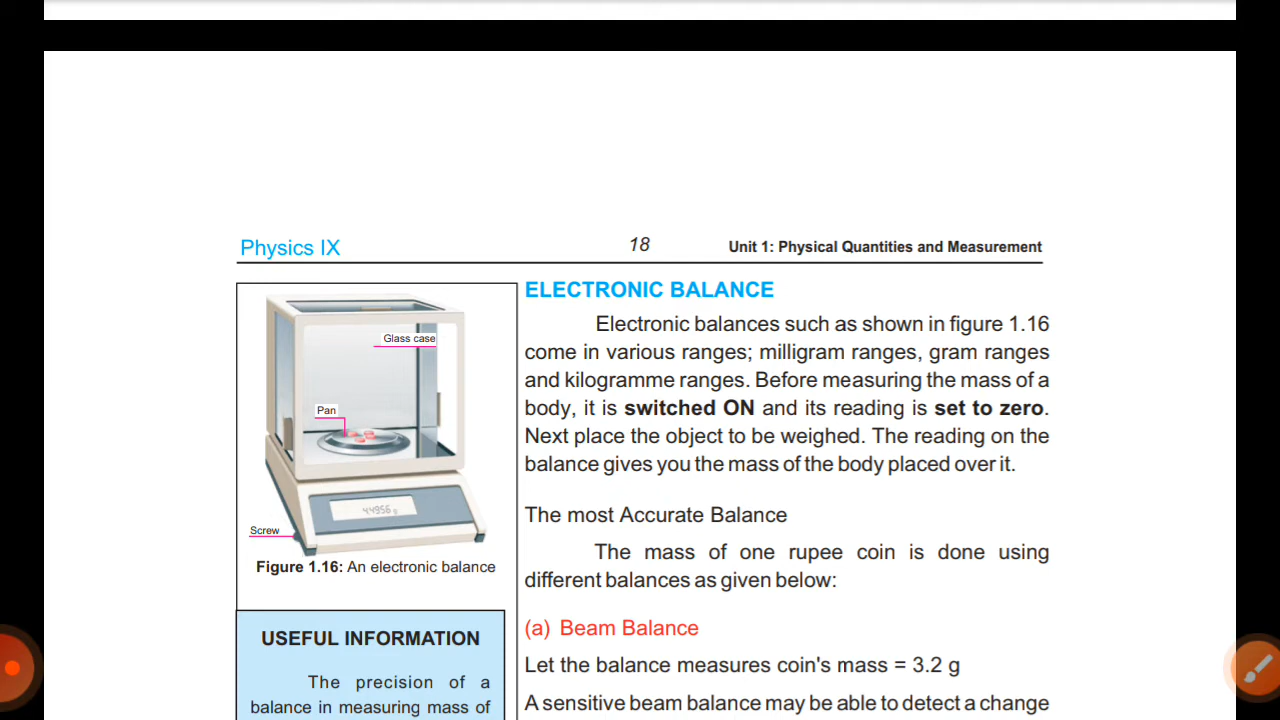 Physics IX
18
Unit 1: Physical Quantities and Measurement
Glass case
Pan
4.4956 g
Screw
Figure 1.16: An electronic balance
USEFUL INFORMATION
The precision of a
balance in measuring mass of
ELECTRONIC BALANCE
Electronic balances such as shown in figure 1.16
come in various ranges; milligram ranges, gram ranges
and kilogramme ranges. Before measuring the mass of a
body, it is switched ON and its reading is set to zero.
Next place the object to be weighed. The reading on the
balance gives you the mass of the body placed over it.
The most Accurate Balance
The mass of one rupee coin is done using
different balances as given below:
(a) Beam Balance
Let the balance measures coin's mass = 3.2 g
A sensitive beam balance may be able to detect a change